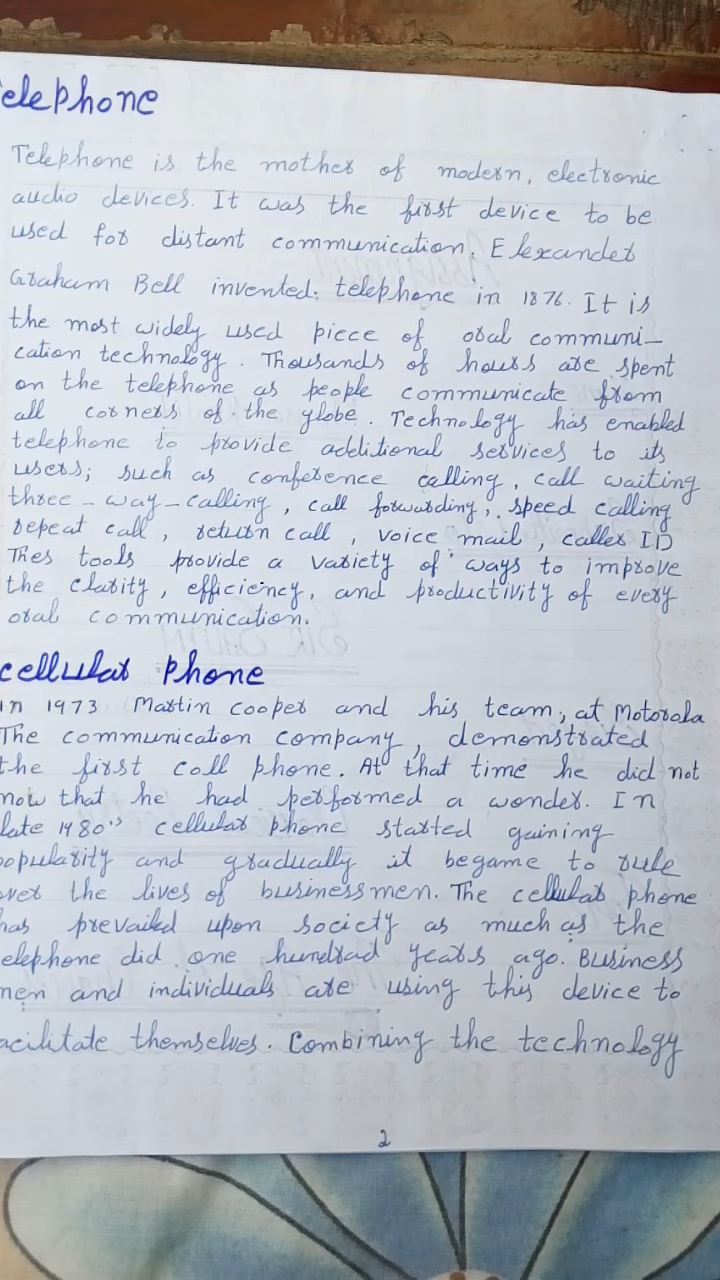 elephone
Telephone is the mother of modern, electronic
audio devices. It was the first device to be
used for distant communication. Elexander
Graham Bell invented: telephone in 1876. It is
the most widely used piece of oral communi-
cation technology. Thousands of hours are spent
on the telephone as people communicate from
all corners of the globe. Technology has enabled
telephone to provide additional services to its
users; such as conference calling, call waiting
three-way-calling, call forwarding, speed calling
repeat call, return call, voice mail, caller ID
Thes tools provide a variety of ways to improve
the clarity, efficiency, and productivity of every
oral communication.
cellular phone
in 1973 Martin cooper and his team, at Motorola
The communication company, demonstrated
the first coll phone. At that time he did not
now that he had performed a wonder. In
late 1980's cellular phone started gaining
opularity and gradually it begame to rule
over the lives of businessmen. The cellular phone
has prevailed upon society as much as the
elephone did one hundrad years ago. Business
men and individuals are using this device to
acilitate themselves. Combining the technology
2